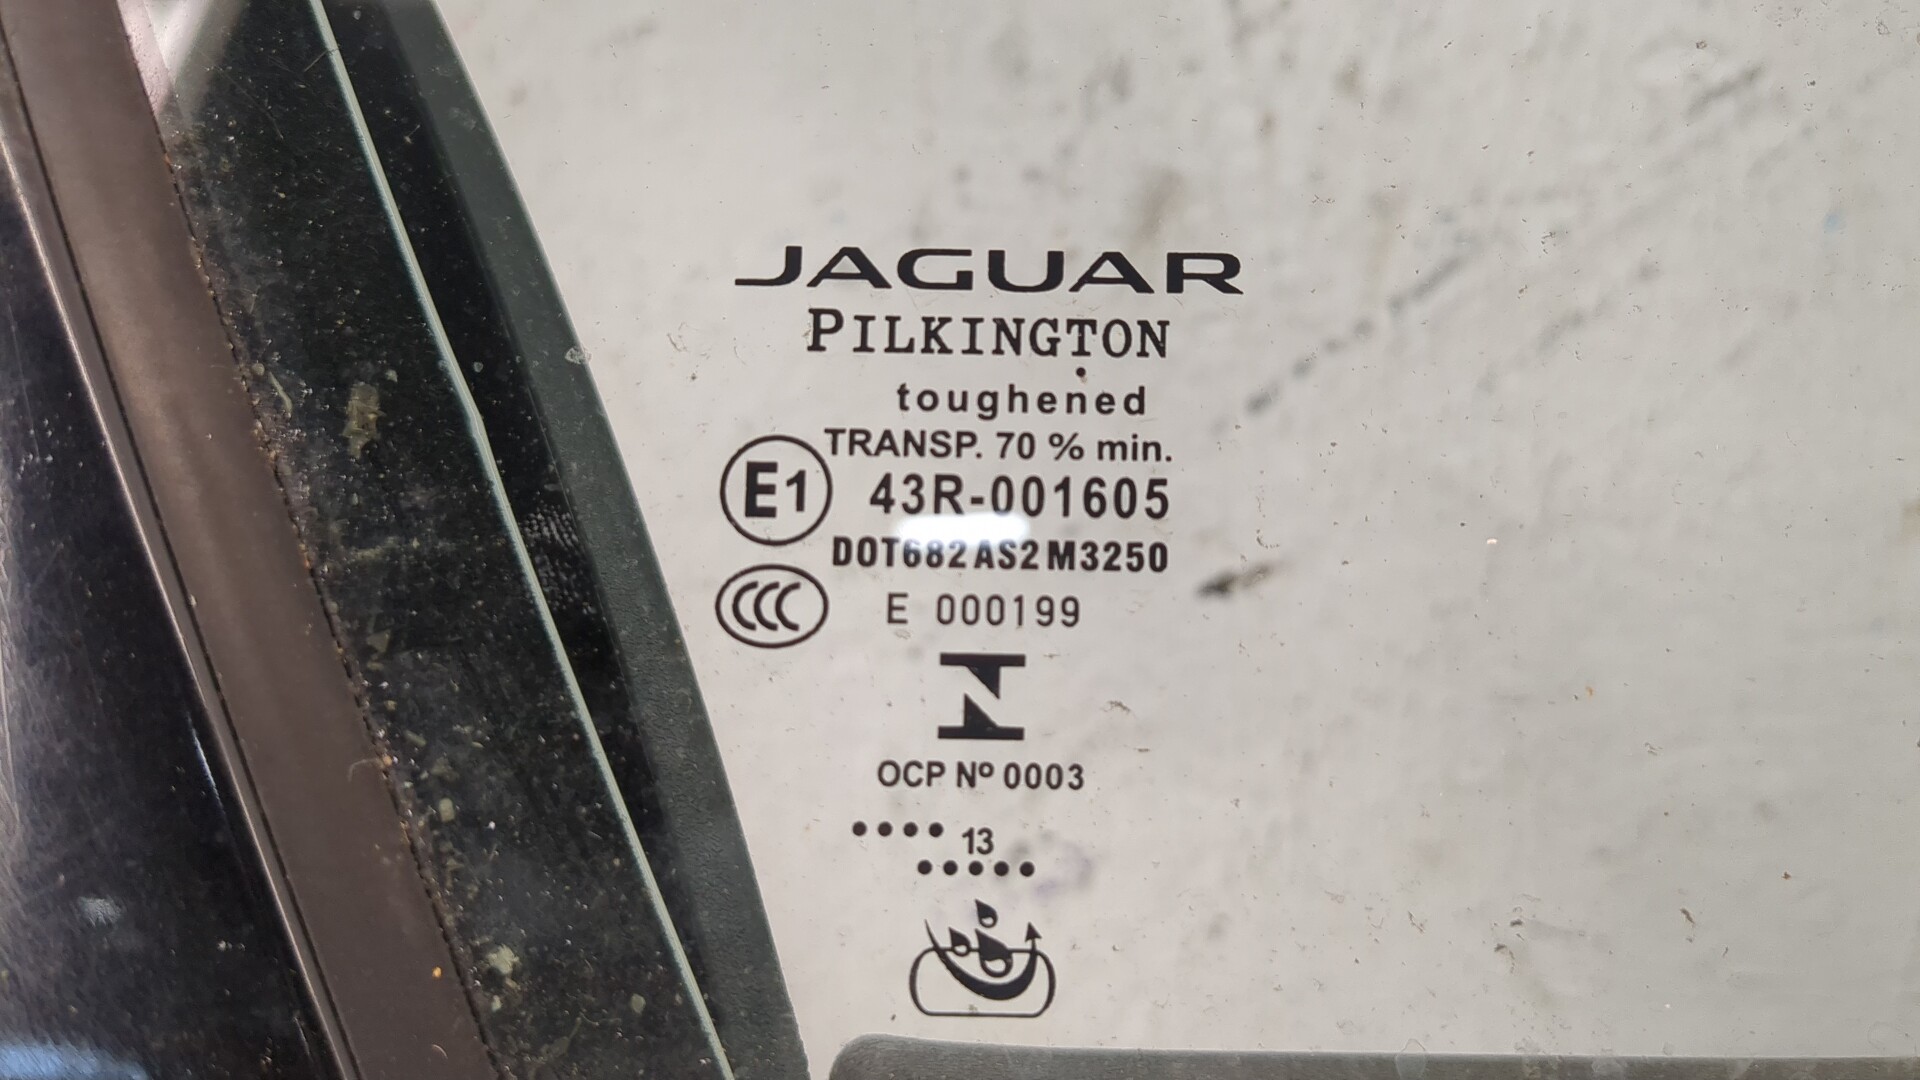 JAGUAR
PILKINGTON
toughened
TRANSP. 70 % min.
E1 43R-001605
DOT682 AS2 M3250
CCC E 000199
OCP Nº 0003
•••• 13
•••••